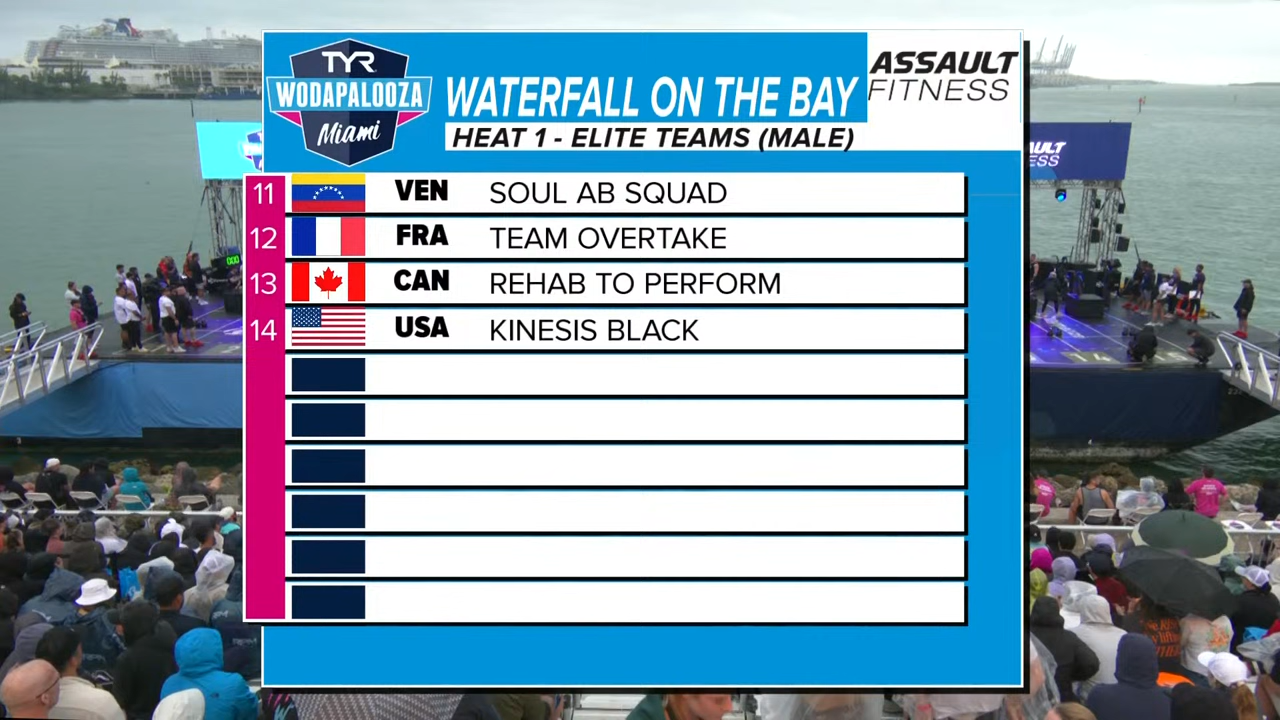 TYR
WODAPALOOZA
Miami
WATERFALL ON THE BAY
HEAT 1 - ELITE TEAMS (MALE)
ASSAULT
FITNESS
11 VEN SOUL AB SQUAD
12 FRA TEAM OVERTAKE
13 CAN REHAB TO PERFORM
14 USA KINESIS BLACK